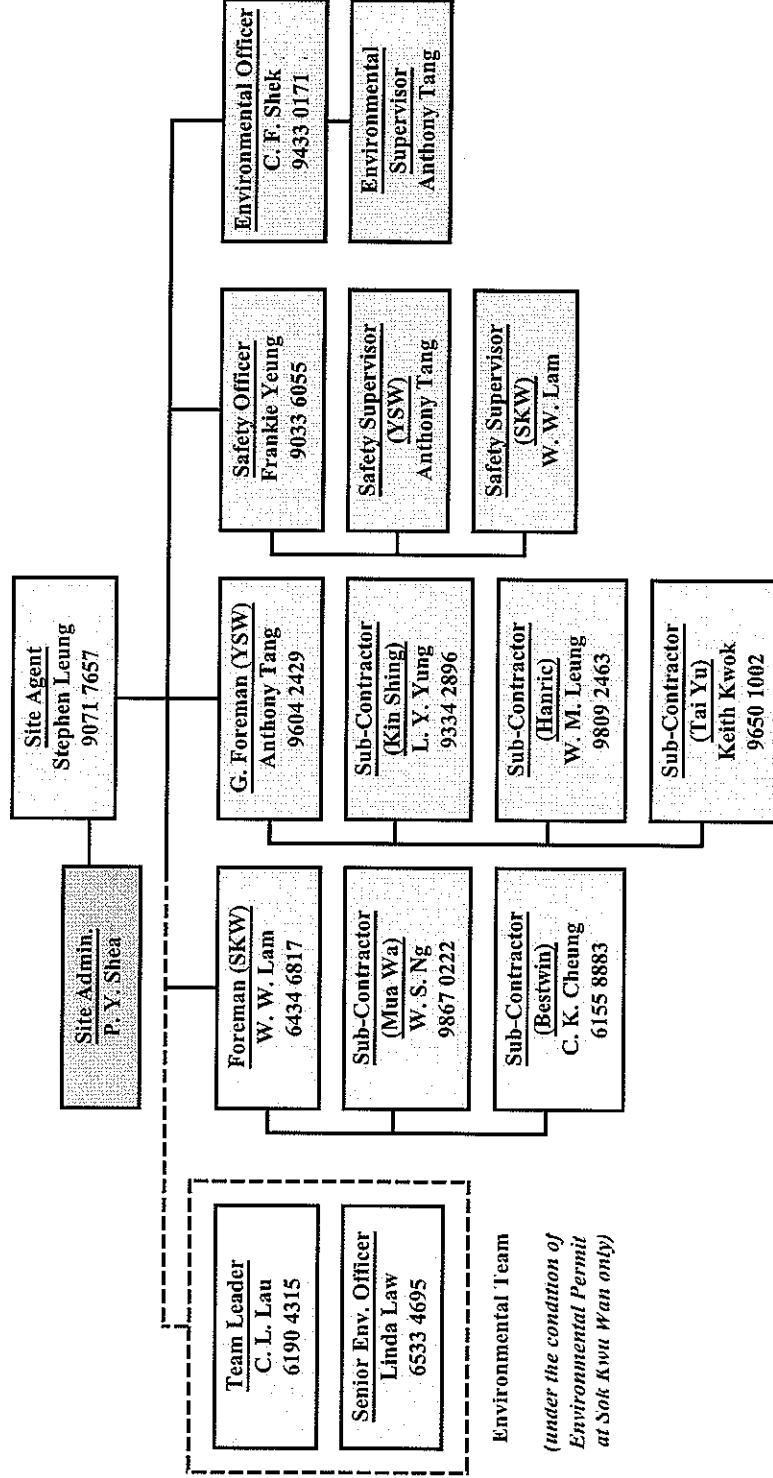 Site Agent
Stephen Leung
9071 7657
Site Admin.
P. Y. Shea
Team Leader
C. L. Lau
6190 4315
Senior Env. Officer
Linda Law
6533 4695
Environmental Team
(under the condition of
Environmental Permit
at Sok Kwu Wan only)
Foreman (SKW)
W. W. Lam
6434 6817
Sub-Contractor
(Mua Wa)
W. S. Ng
9867 0222
Sub-Contractor
(Bestwin)
C. K. Cheung
6155 8883
G. Foreman (YSW)
Anthony Tang
9604 2429
Sub-Contractor
(Kin Shing)
L. Y. Yung
9334 2896
Sub-Contractor
(Hanric)
W. M. Leung
9809 2463
Sub-Contractor
(Tai Yu)
Keith Kwok
9650 1002
Safety Officer
Frankie Yeung
9033 6055
Safety Supervisor
(YSW)
Anthony Tang
Safety Supervisor
(SKW)
W. W. Lam
Environmental Officer
C. F. Shek
9433 0171
Environmental
Supervisor
Anthony Tang